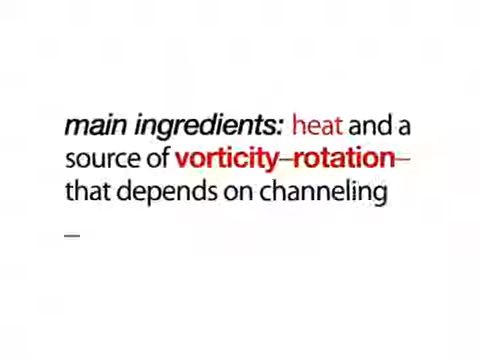 main ingredients: heat and a
source of vorticity–rotation–
that depends on channeling
_